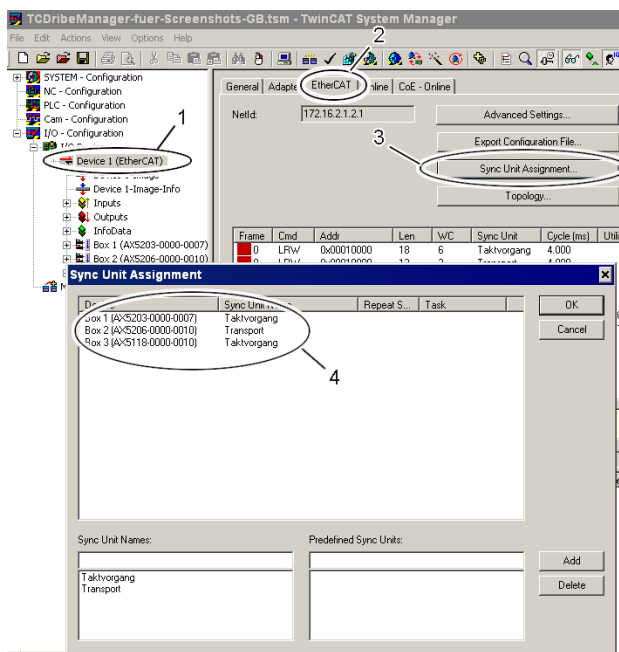 TCDribeManager-fuer-Screenshots-GB.tsm - TwinCAT System Manager
File Edit Actions View Options Help
2
SYSTEM - Configuration
NC - Configuration
PLC - Configuration
Cam - Configuration
I/O - Configuration
1
Device 1 (EtherCAT)
Device 1-Image-Info
Inputs
Outputs
InfoData
Box 1 (AX5203-0000-0007)
Box 2 (AX5206-0000-0010)
General Adapte EtherCAT Online CoE - Online
NetId: 172.16.2.1.2.1
Advanced Settings...
3
Export Configuration File...
Sync Unit Assignment...
Topology...
Frame Cmd Addr Len WC Sync Unit Cycle (ms) Utili
0 LRW 0x00010000 18 6 Taktvorgang 4.000
Sync Unit Assignment
Sync Unit Repeat S... Task
Box 1 (AX5203-0000-0007) Taktvorgang
Box 2 (AX5206-0000-0010) Transport
Box 3 (AX5118-0000-0010) Taktvorgang
4
OK
Cancel
Sync Unit Names: Predefined Sync Units:
Taktvorgang
Transport
Add
Delete